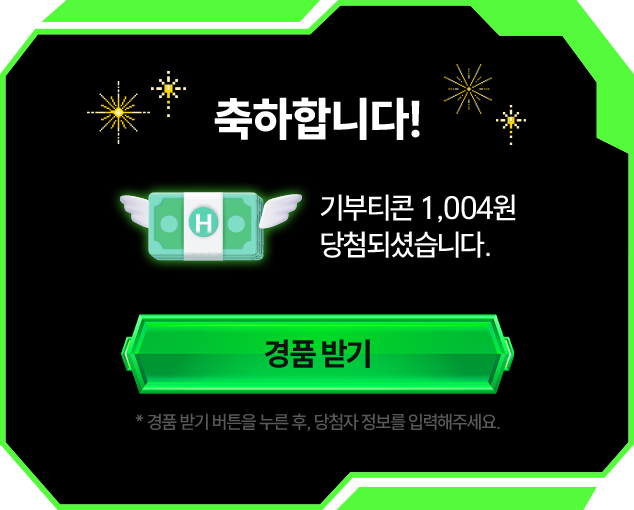 축하합니다!
H
기부티콘 1,004원
당첨되셨습니다.
경품 받기
* 경품 받기 버튼을 누른 후, 당첨자 정보를 입력해주세요.